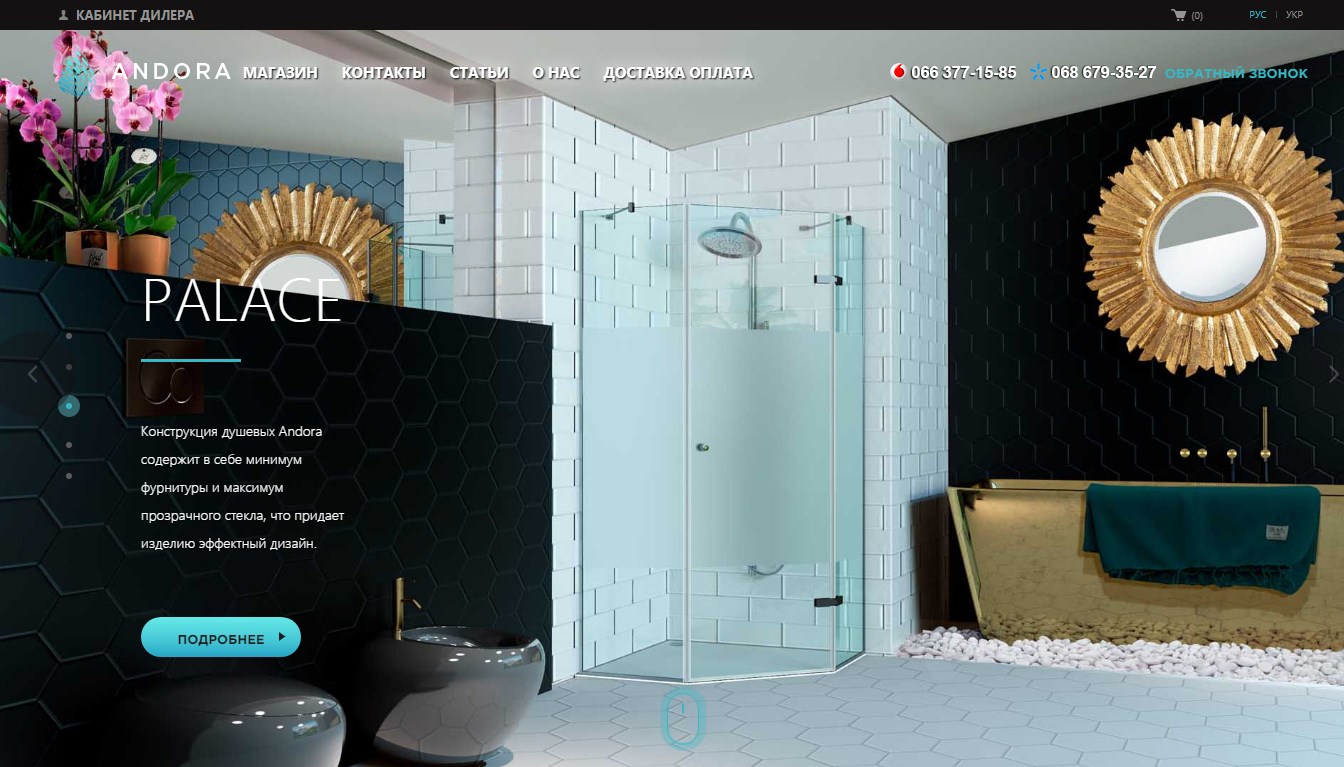 КАБИНЕТ ДИЛЕРА
(0)
РУС | УКР
ANDORA
МАГАЗИН КОНТАКТЫ СТАТЬИ О НАС ДОСТАВКА ОПЛАТА
066 377-15-85 068 679-35-27 ОБРАТНЫЙ ЗВОНОК
PALACE
Конструкция душевых Andora
содержит в себе минимум
фурнитуры и максимум
прозрачного стекла, что придает
изделию эффектный дизайн.
ПОДРОБНЕЕ